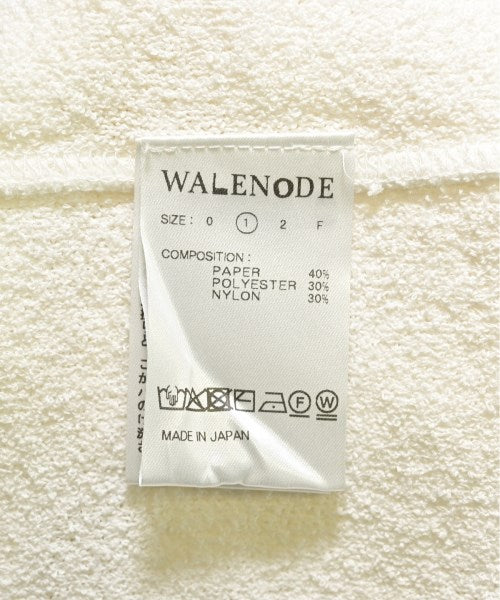 WALENODE
SIZE : 0 1 2 F
COMPOSITION :
PAPER 40%
POLYESTER 30%
NYLON 30%
F W
MADE IN JAPAN